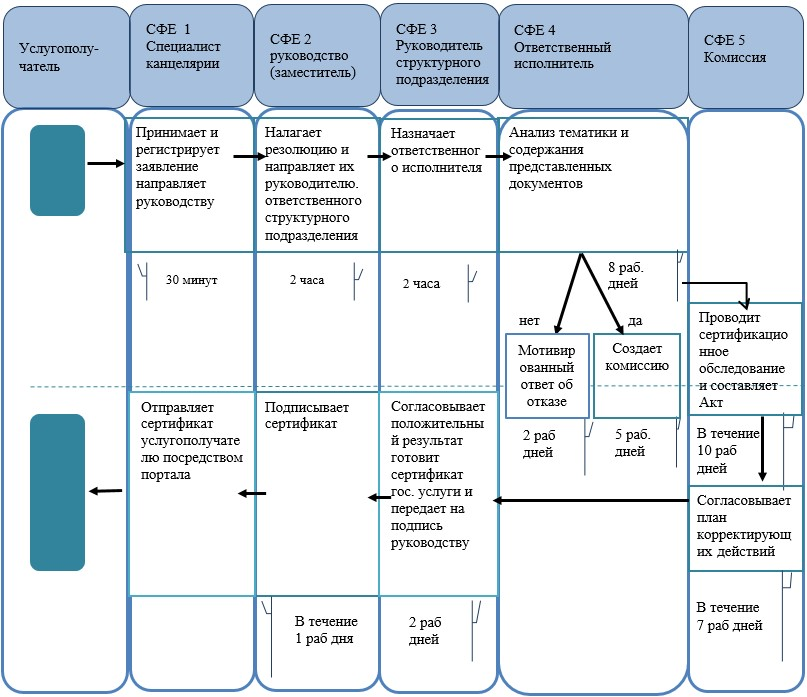 Услугополу-
чатель
СФЕ 1
Специалист
канцелярии
СФЕ 2
руководство
(заместитель)
СФЕ 3
Руководитель
структурного
подразделения
СФЕ 4
Ответственный
исполнитель
СФЕ 5
Комиссия
Принимает и
регистрирует
заявление
направляет
руководству
Налагает
резолюцию и
направляет их
руководителю.
ответственного
структурного
подразделения
Назначает
ответственног
о исполнителя
Анализ тематики и
содержания
представленных
документов
30 минут
2 часа
2 часа
8 раб.
дней
нет
да
Мотивир
ованный
ответ об
отказе
Создает
комиссию
Проводит
сертификацио
нное
обследование
и составляет
Акт
2 раб
дней
5 раб.
дней
В течение
10 раб
дней
Отправляет
сертификат
услугополучате
лю посредством
портала
Подписывает
сертификат
Согласовывает
положительны
й результат
готовит
сертификат
гос. услуги и
передает на
подпись
руководству
Согласовывает
план
корректирующ
их действий
В течение
1 раб дня
2 раб
дней
В течение
7 раб дней